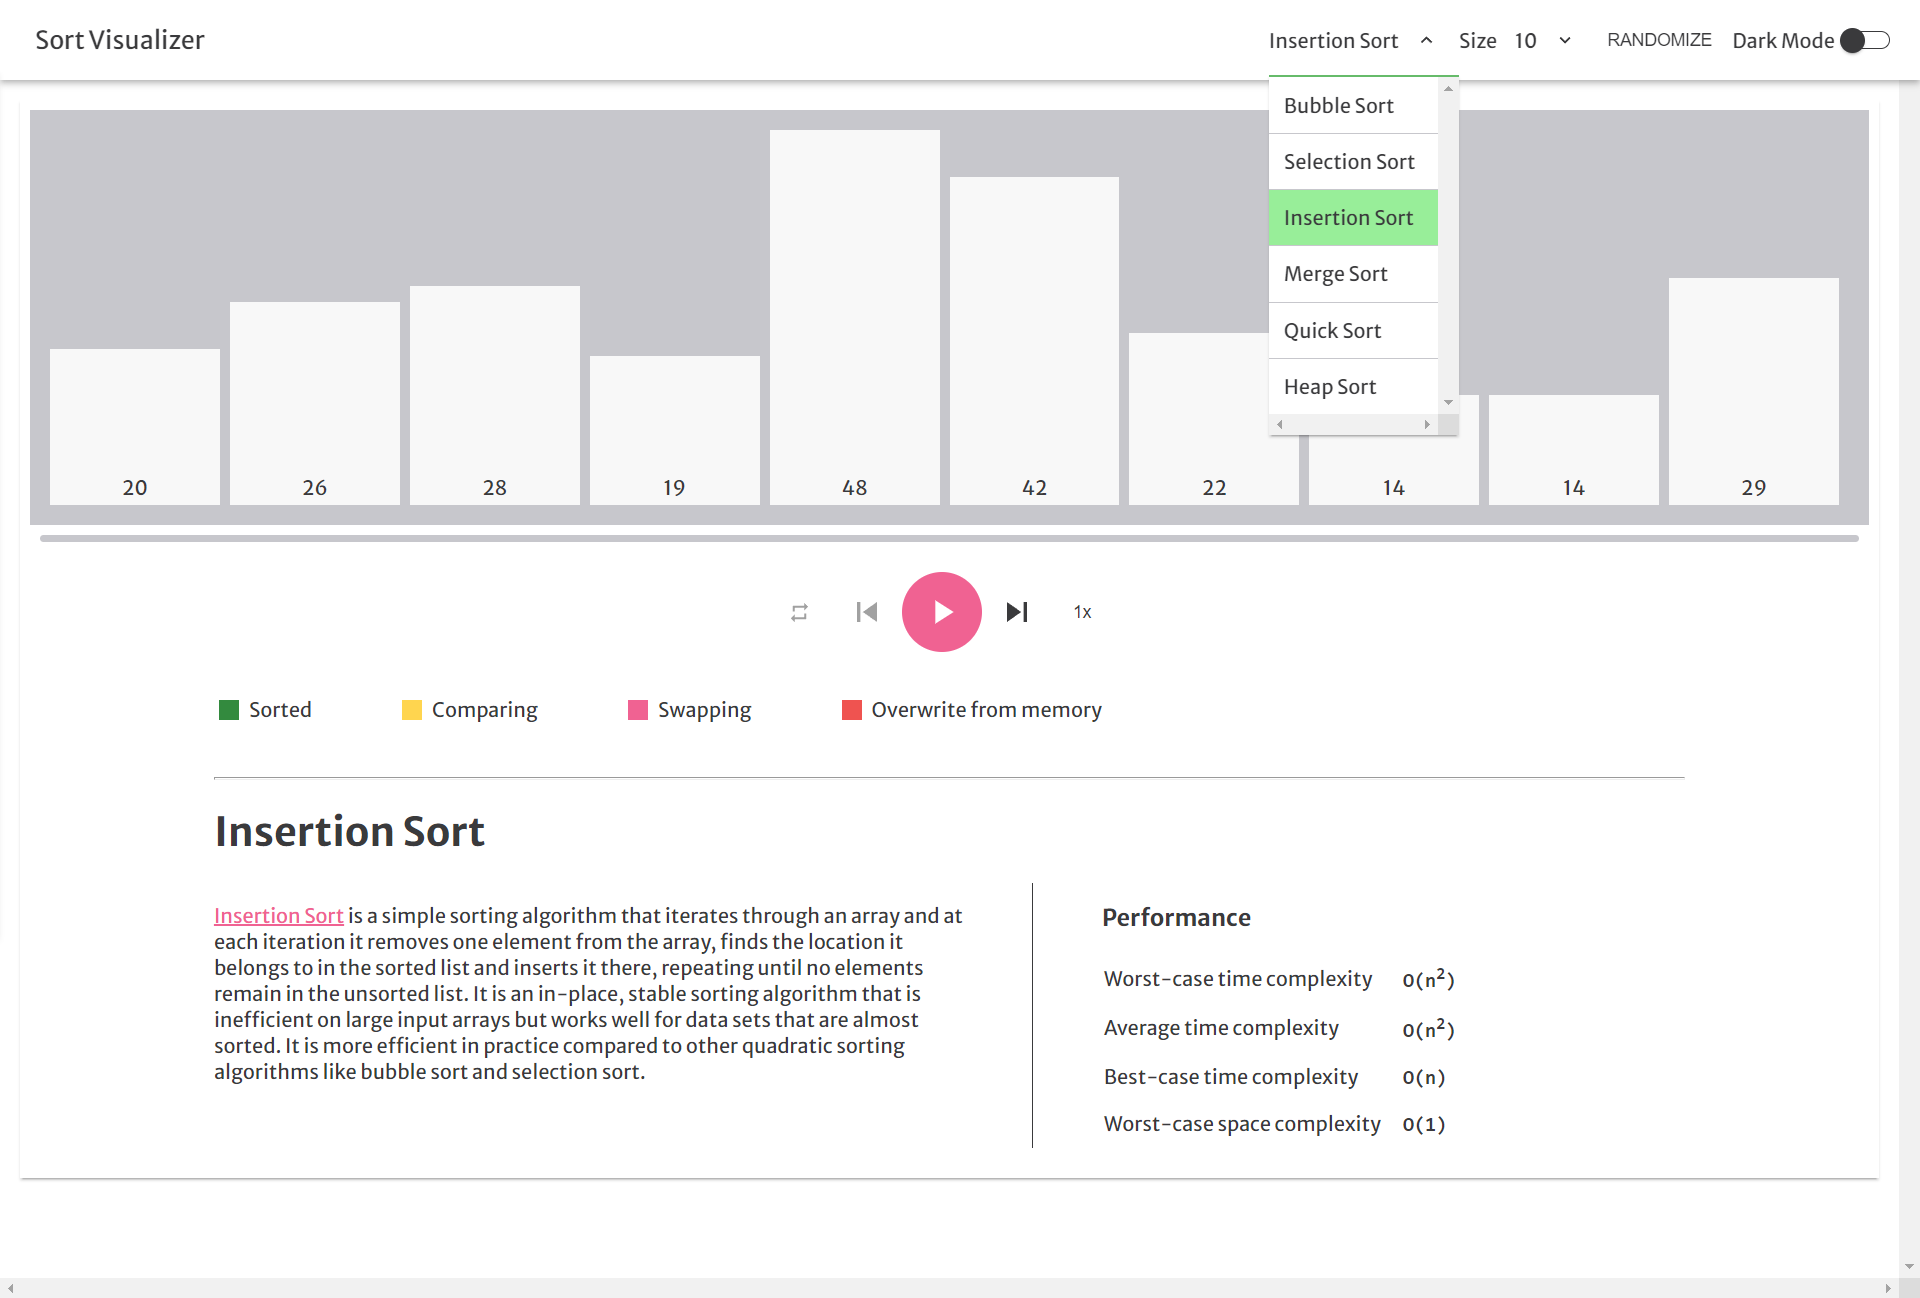 Sort Visualizer
Insertion Sort
Size 10
RANDOMIZE
Dark Mode
Bubble Sort
Selection Sort
Insertion Sort
Merge Sort
Quick Sort
Heap Sort
20 26 28 19 48 42 22 14 14 29
1x
Sorted
Comparing
Swapping
Overwrite from memory
Insertion Sort
Insertion Sort is a simple sorting algorithm that iterates through an array and at
each iteration it removes one element from the array, finds the location it
belongs to in the sorted list and inserts it there, repeating until no elements
remain in the unsorted list. It is an in-place, stable sorting algorithm that is
inefficient on large input arrays but works well for data sets that are almost
sorted. It is more efficient in practice compared to other quadratic sorting
algorithms like bubble sort and selection sort.
Performance
Worst-case time complexity O(n²)
Average time complexity O(n²)
Best-case time complexity O(n)
Worst-case space complexity O(1)